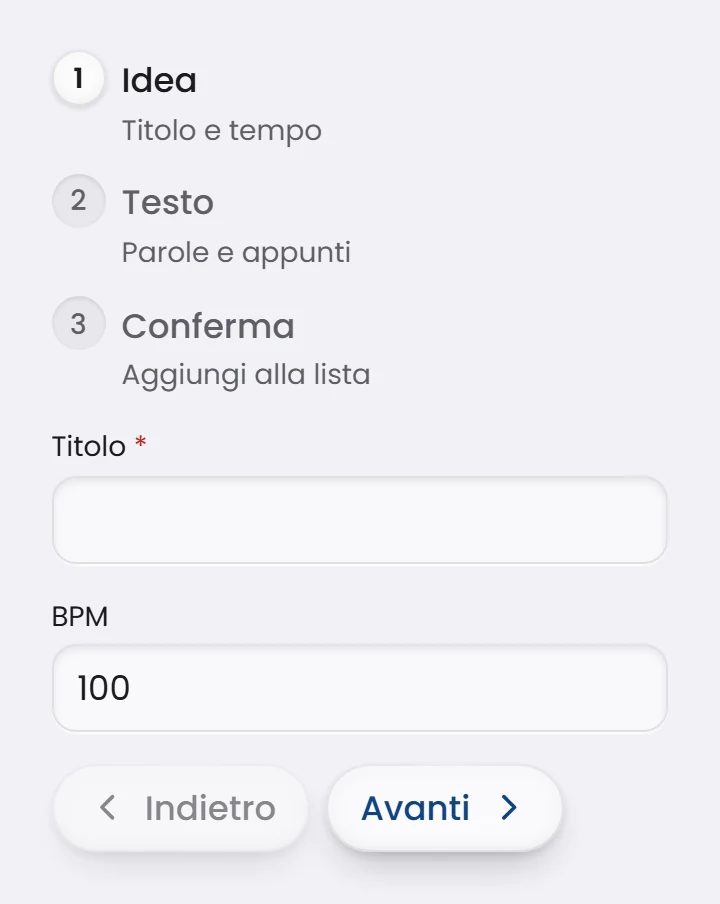 1 Idea
Titolo e tempo
2 Testo
Parole e appunti
3 Conferma
Aggiungi alla lista
Titolo *
BPM
100
Indietro Avanti